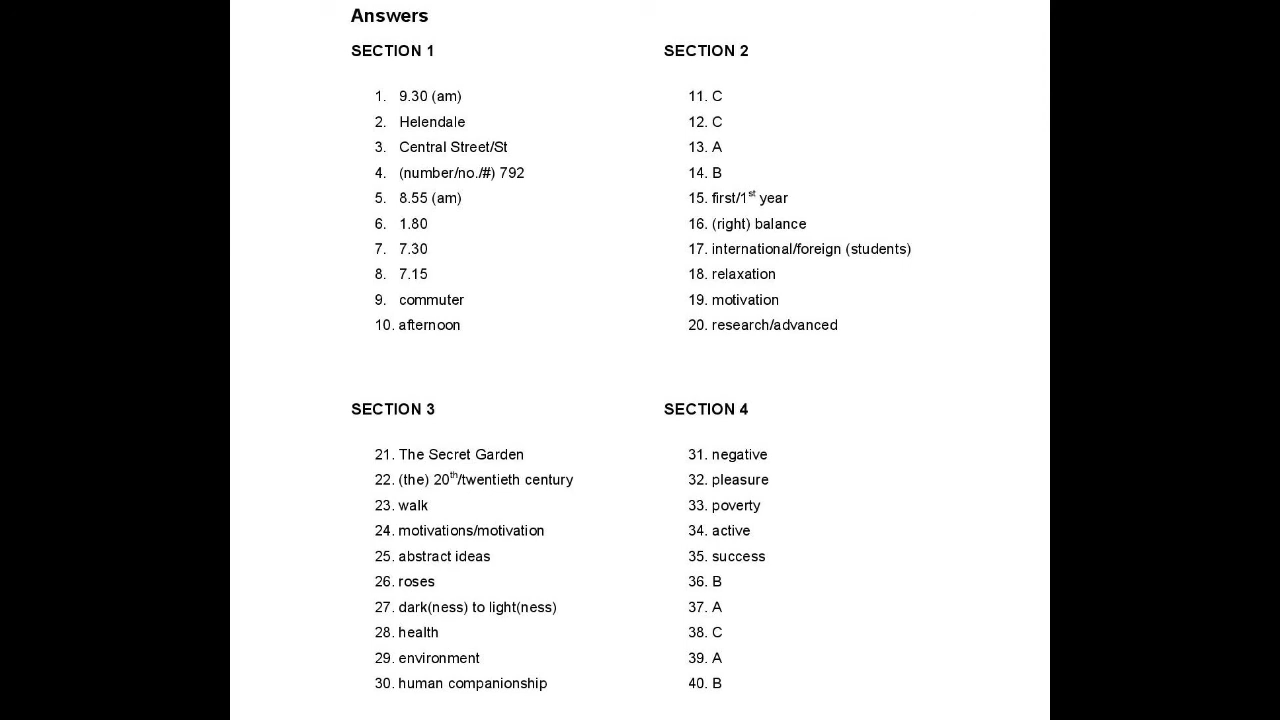 Answers
SECTION 1
1. 9.30 (am)
2. Helendale
3. Central Street/St
4. (number/no./#) 792
5. 8.55 (am)
6. 1.80
7. 7.30
8. 7.15
9. commuter
10. afternoon
SECTION 2
11. C
12. C
13. A
14. B
15. first/1st year
16. (right) balance
17. international/foreign (students)
18. relaxation
19. motivation
20. research/advanced
SECTION 3
21. The Secret Garden
22. (the) 20th/twentieth century
23. walk
24. motivations/motivation
25. abstract ideas
26. roses
27. dark(ness) to light(ness)
28. health
29. environment
30. human companionship
SECTION 4
31. negative
32. pleasure
33. poverty
34. active
35. success
36. B
37. A
38. C
39. A
40. B